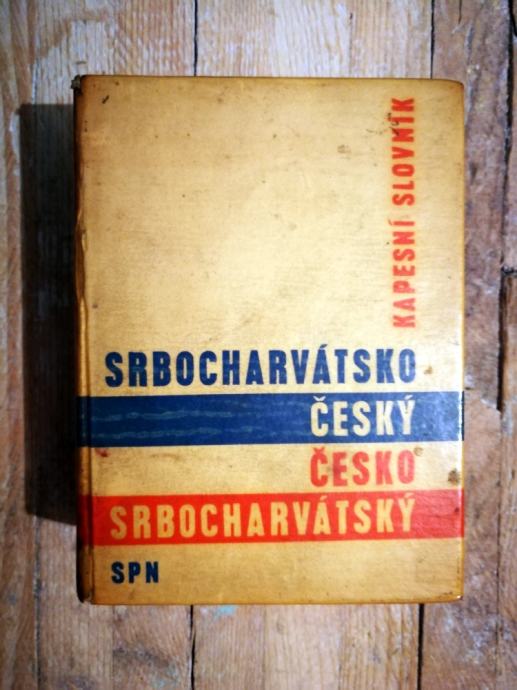 KAPESNÍ SLOVNÍK
SRBOCHARVÁTSKO
ČESKÝ
ČESKO
SRBOCHARVÁTSKÝ
SPN